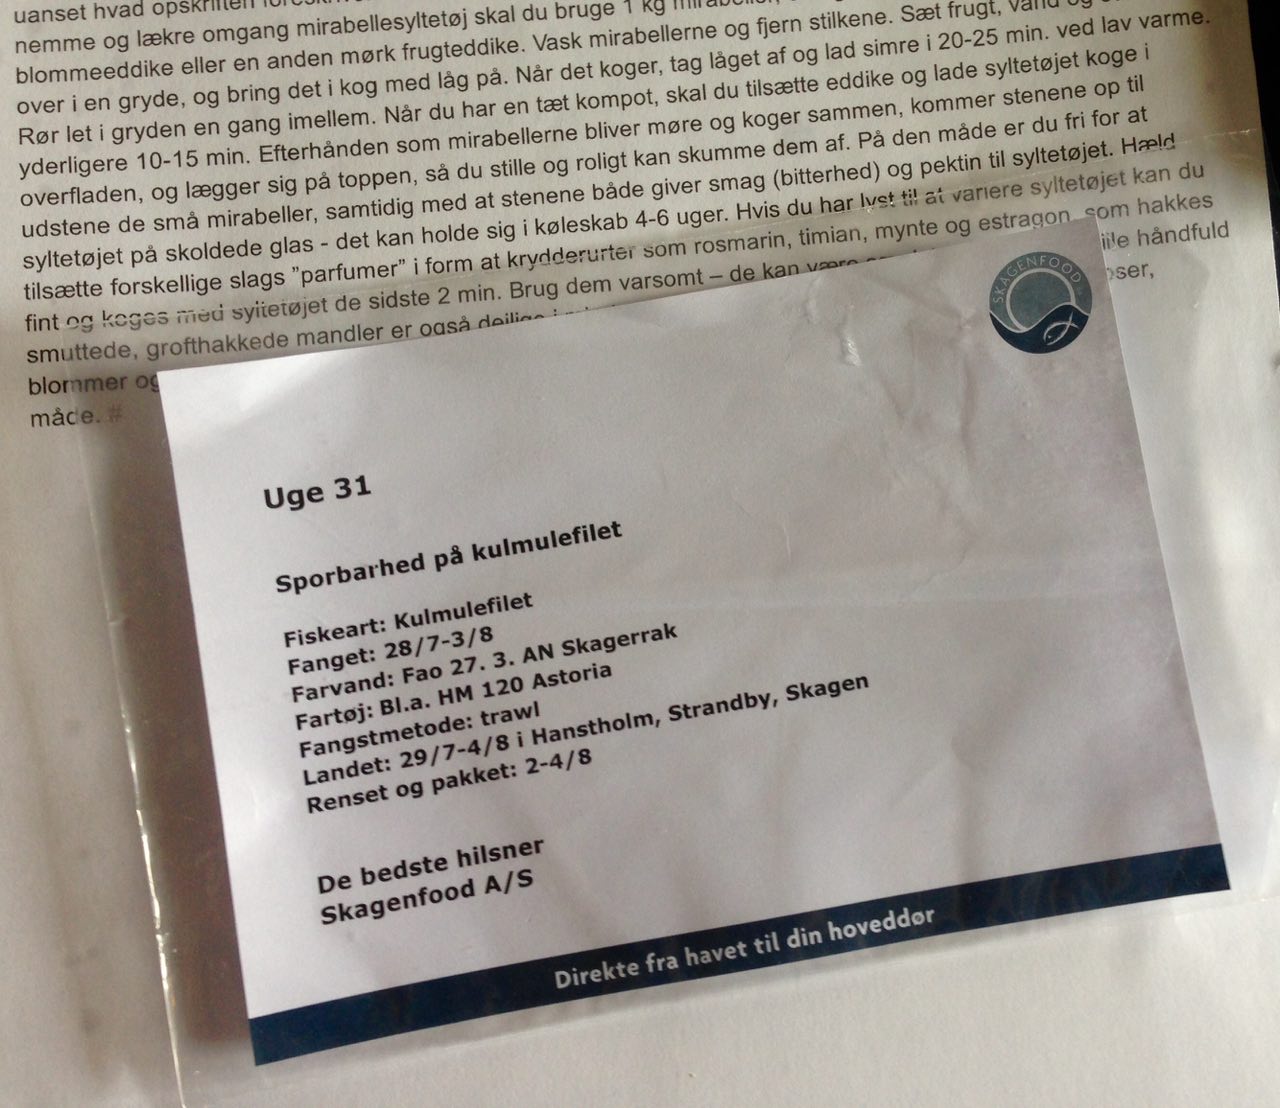 uanset hvad opskriften
nemme og lækre omgang mirabellesyltetøj skal du bruge 1 kg
blommeeddike eller en anden mørk frugteddike. Vask mirabellerne og fjern stilkene. Sæt frugt, vand og
over i en gryde, og bring det i kog med låg på. Når det koger, tag låget af og lad simre i 20-25 min. ved lav varme.
Rør let i gryden en gang imellem. Når du har en tæt kompot, skal du tilsætte eddike og lade syltetøjet koge i
yderligere 10-15 min. Efterhånden som mirabellerne bliver møre og koger sammen, kommer stenene op til
overfladen, og lægger sig på toppen, så du stille og roligt kan skumme dem af. På den måde er du fri for at
udstene de små mirabeller, samtidig med at stenene både giver smag (bitterhed) og pektin til syltetøjet. Hæld
syltetøjet på skoldede glas - det kan holde sig i køleskab 4-6 uger. Hvis du har lyst til at variere syltetøjet kan du
tilsætte forskellige slags ”parfumer” i form at krydderurter som rosmarin, timian, mynte og estragon, som hakkes
fint og koges med syltetøjet de sidste 2 min. Brug dem varsomt – de kan være lille håndfuld
smuttede, grofthakkede mandler er også dejlige i
blommer og
måde. #
SKAGENFOOD
Uge 31
Sporbarhed på kulmulefilet
Fiskeart: Kulmulefilet
Fanget: 28/7-3/8
Farvand: Fao 27. 3. AN Skagerrak
Fartøj: Bl.a. HM 120 Astoria
Fangstmetode: trawl
Landet: 29/7-4/8 i Hanstholm, Strandby, Skagen
Renset og pakket: 2-4/8
De bedste hilsner
Skagenfood A/S
Direkte fra havet til din hoveddør